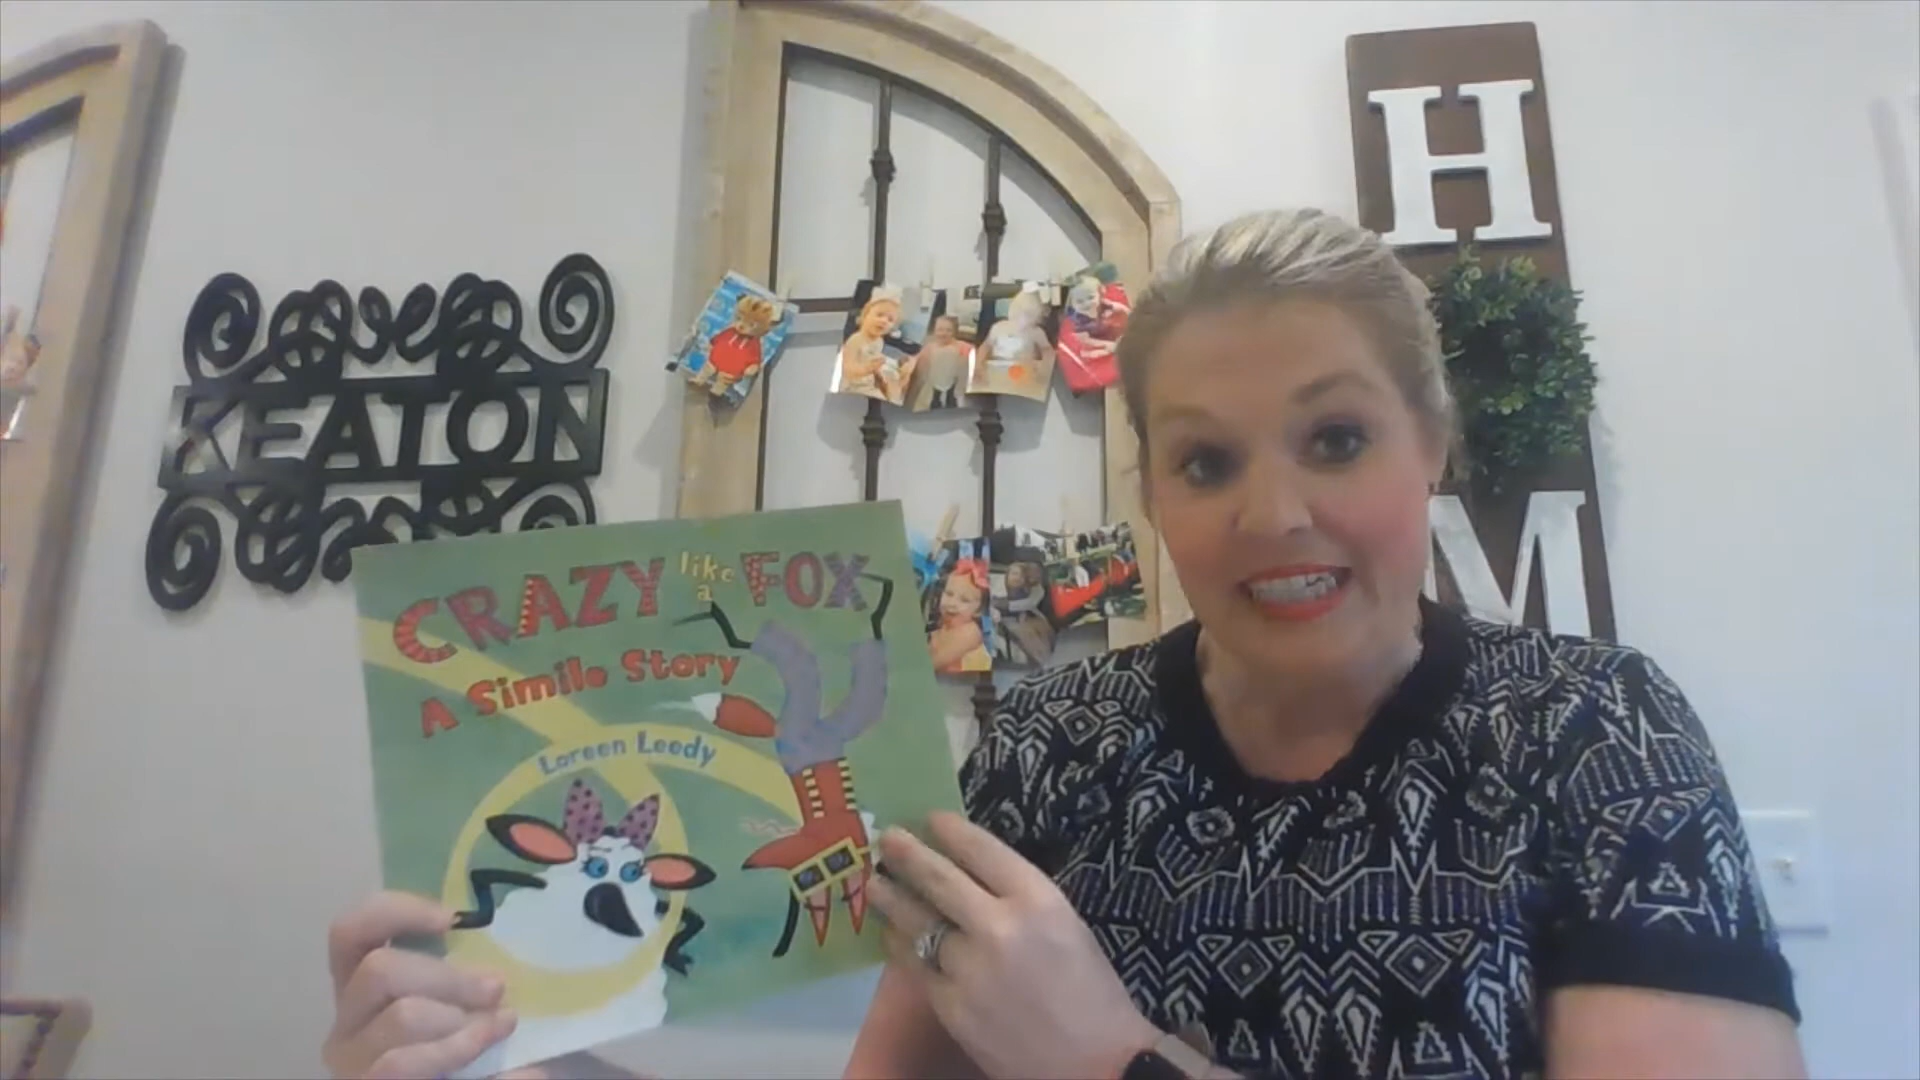 H
M
KEATON
CRAZY like a FOX
A Simile Story
Loreen Leedy